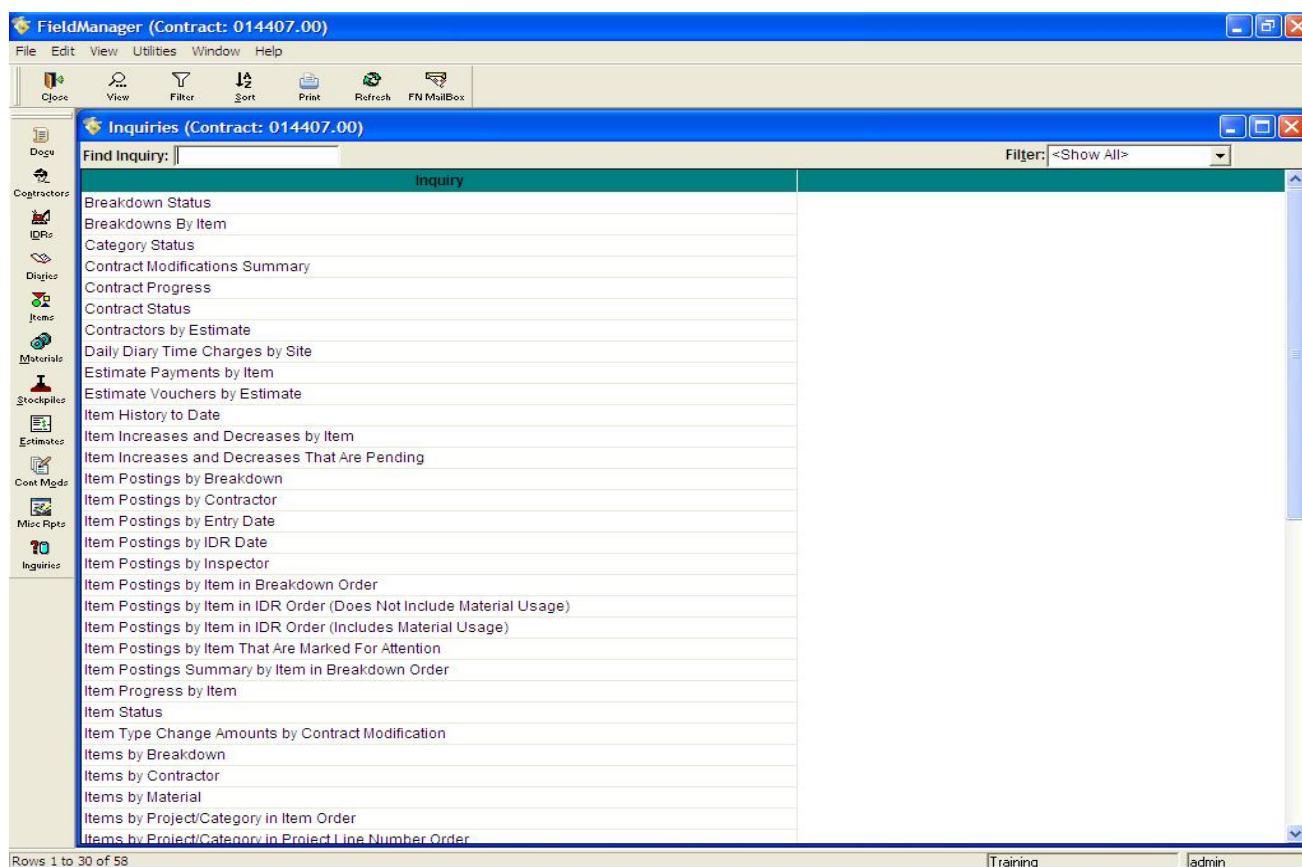 FieldManager (Contract: 014407.00)
File Edit View Utilities Window Help
Close View Filter Sort Print Refresh FN MailBox
Inquiries (Contract: 014407.00)
Find Inquiry: Filter: <Show All>
Docu
Contractors
IDRs
Diaries
Items
Materials
Stockpiles
Estimates
Cont Mods
Misc Rpts
Inquiries
Inquiry
Breakdown Status
Breakdowns By Item
Category Status
Contract Modifications Summary
Contract Progress
Contract Status
Contractors by Estimate
Daily Diary Time Charges by Site
Estimate Payments by Item
Estimate Vouchers by Estimate
Item History to Date
Item Increases and Decreases by Item
Item Increases and Decreases That Are Pending
Item Postings by Breakdown
Item Postings by Contractor
Item Postings by Entry Date
Item Postings by IDR Date
Item Postings by Inspector
Item Postings by Item in Breakdown Order
Item Postings by Item in IDR Order (Does Not Include Material Usage)
Item Postings by Item in IDR Order (Includes Material Usage)
Item Postings by Item That Are Marked For Attention
Item Postings Summary by Item in Breakdown Order
Item Progress by Item
Item Status
Item Type Change Amounts by Contract Modification
Items by Breakdown
Items by Contractor
Items by Material
Items by Project/Category in Item Order
Items by Project/Category in Project Line Number Order
Rows 1 to 30 of 58 Training admin